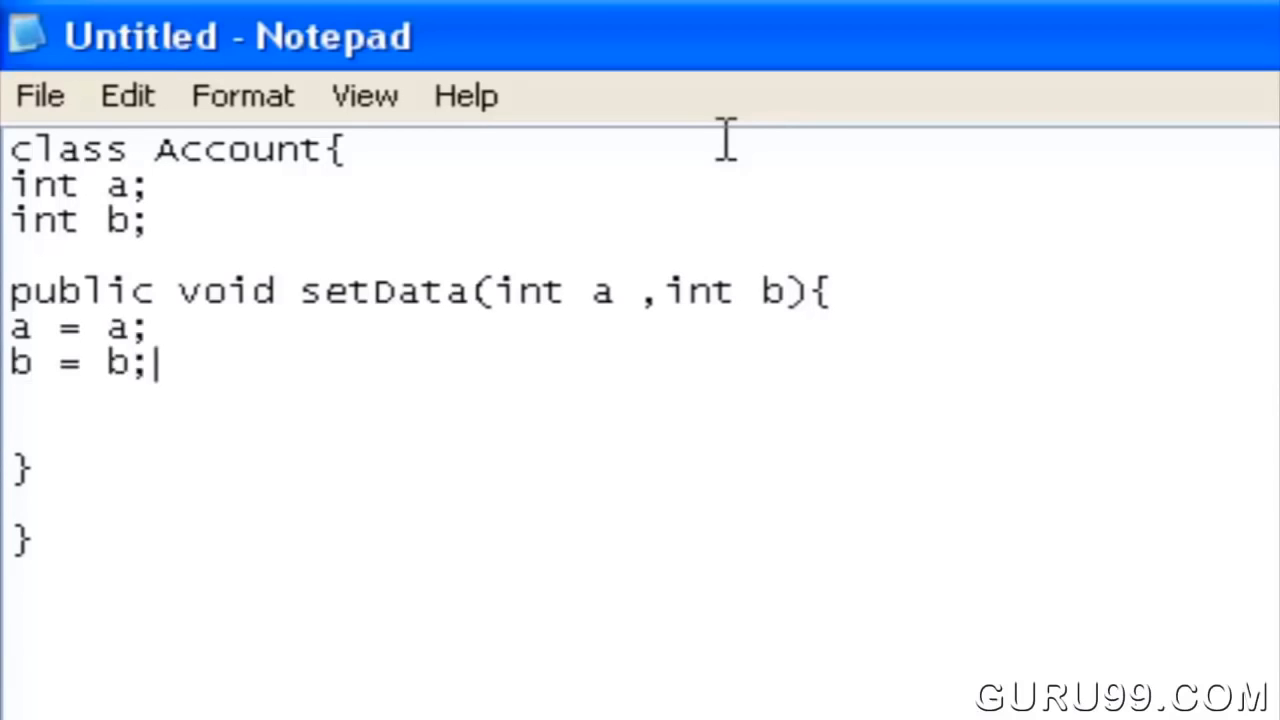 Untitled - Notepad
File Edit Format View Help
class Account{
int a;
int b;
public void setData(int a ,int b){
a = a;
b = b;
}
}
GURU99.COM